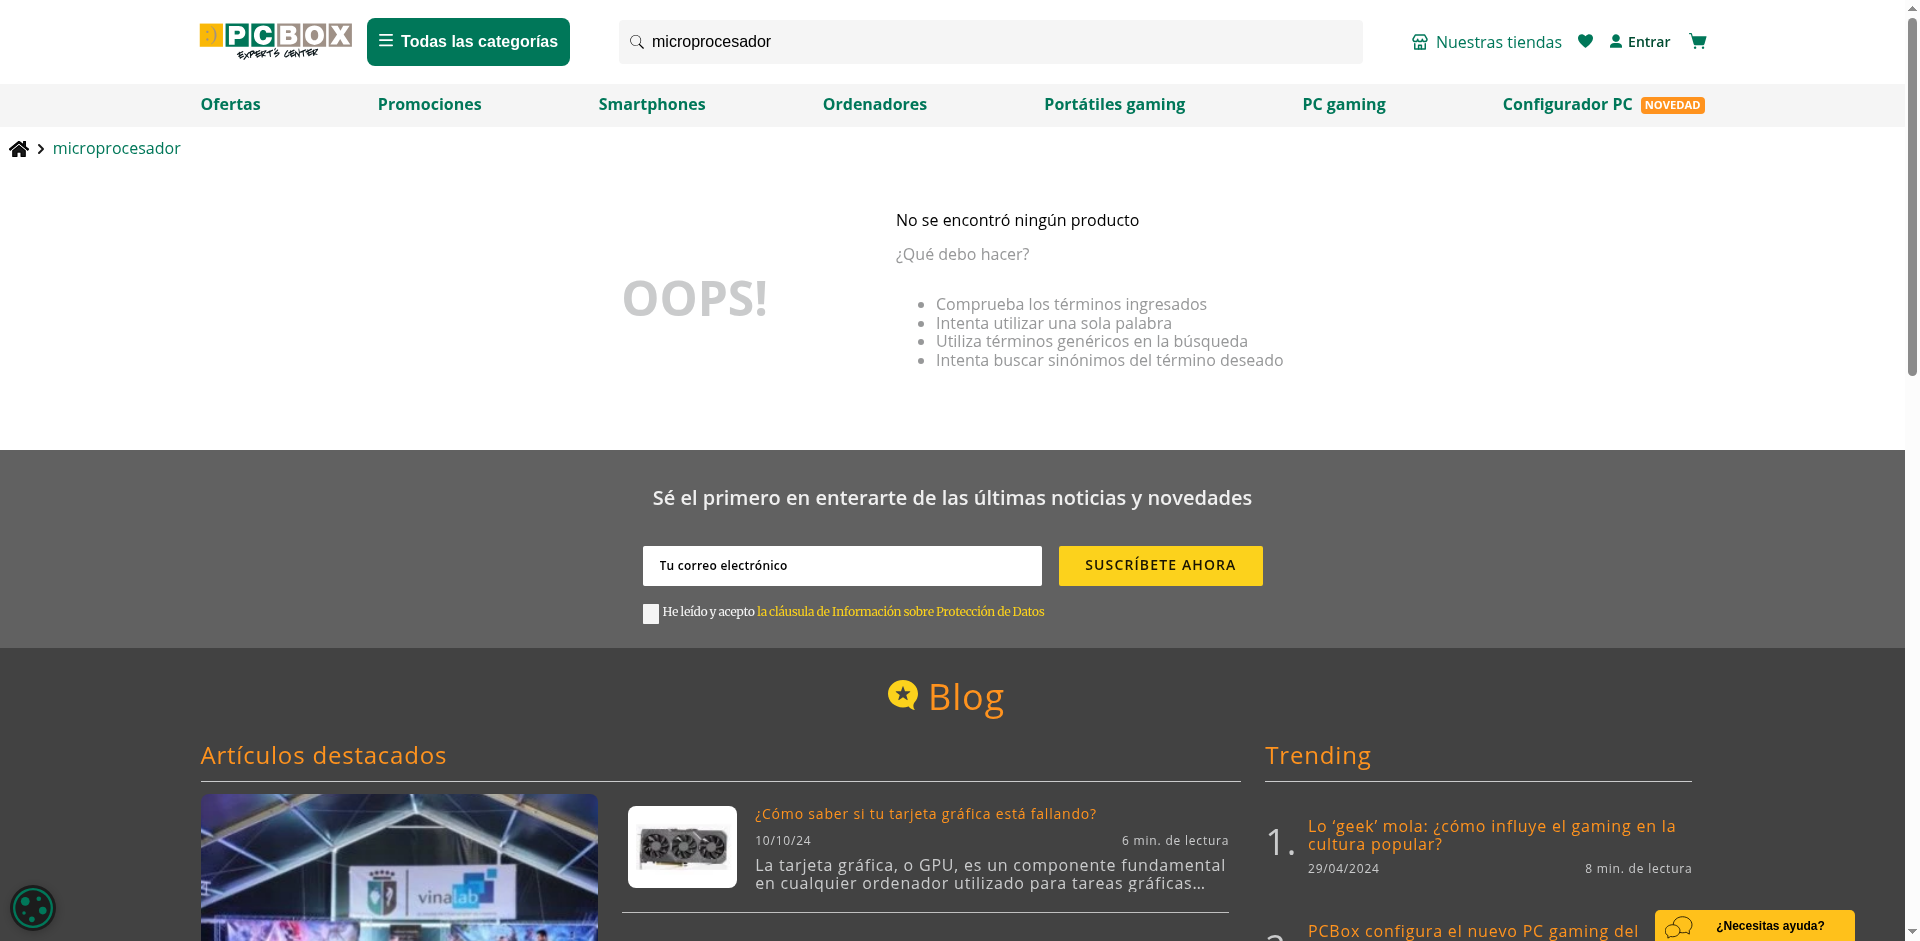 PCBOX
EXPERT'S CENTER
Todas las categorías
microprocesador
Nuestras tiendas
Entrar
Ofertas
Promociones
Smartphones
Ordenadores
Portátiles gaming
PC gaming
Configurador PC NOVEDAD
microprocesador
No se encontró ningún producto
¿Qué debo hacer?
OOPS!
Comprueba los términos ingresados
Intenta utilizar una sola palabra
Utiliza términos genéricos en la búsqueda
Intenta buscar sinónimos del término deseado
Sé el primero en enterarte de las últimas noticias y novedades
Tu correo electrónico
SUSCRÍBETE AHORA
He leído y acepto la cláusula de Información sobre Protección de Datos
Blog
Artículos destacados
vinalab
¿Cómo saber si tu tarjeta gráfica está fallando?
10/10/24
6 min. de lectura
La tarjeta gráfica, o GPU, es un componente fundamental
en cualquier ordenador utilizado para tareas gráficas...
Trending
1.
Lo ‘geek’ mola: ¿cómo influye el gaming en la
cultura popular?
29/04/2024
8 min. de lectura
PCBox configura el nuevo PC gaming del
¿Necesitas ayuda?